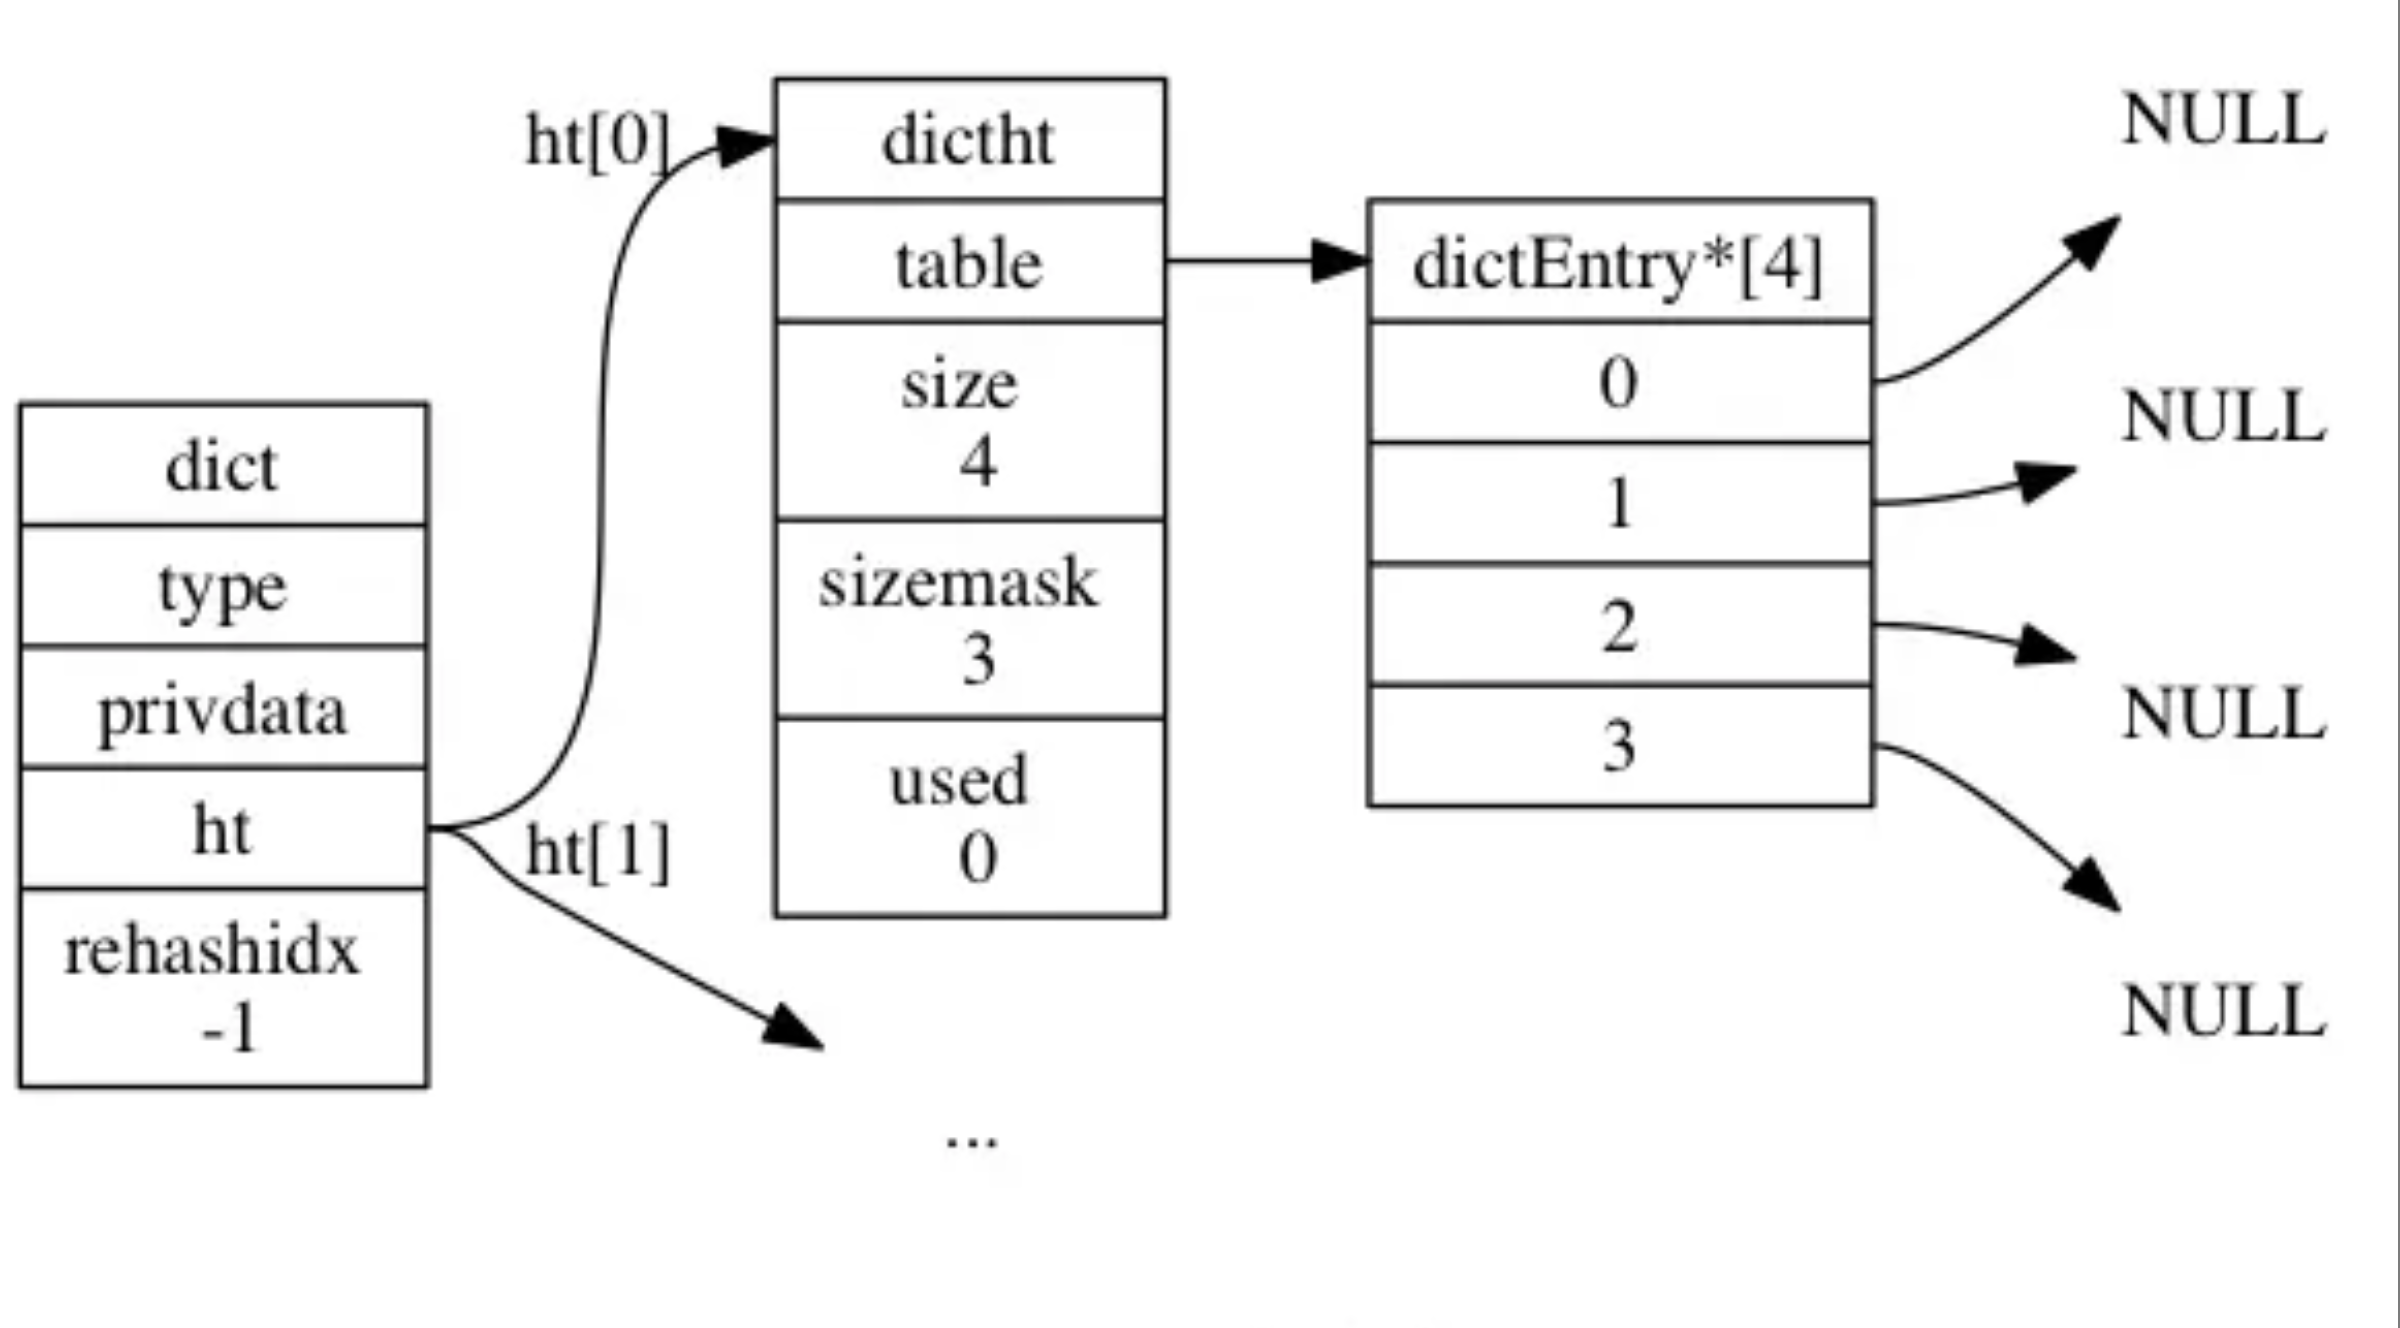 dict
type
privdata
ht
rehashidx
-1
ht[0]
ht[1]
dictht
table
size
4
sizemask
3
used
0
...
dictEntry*[4]
0
1
2
3
NULL
NULL
NULL
NULL